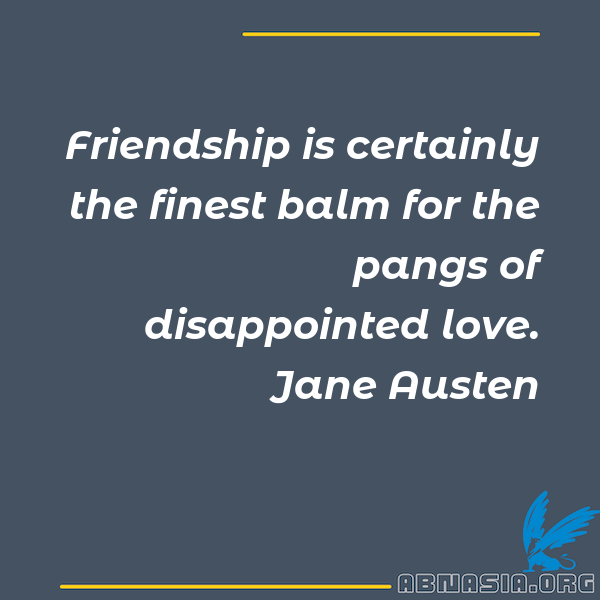 Friendship is certainly
the finest balm for the
pangs of
disappointed love.
Jane Austen
ABNASIA.ORG